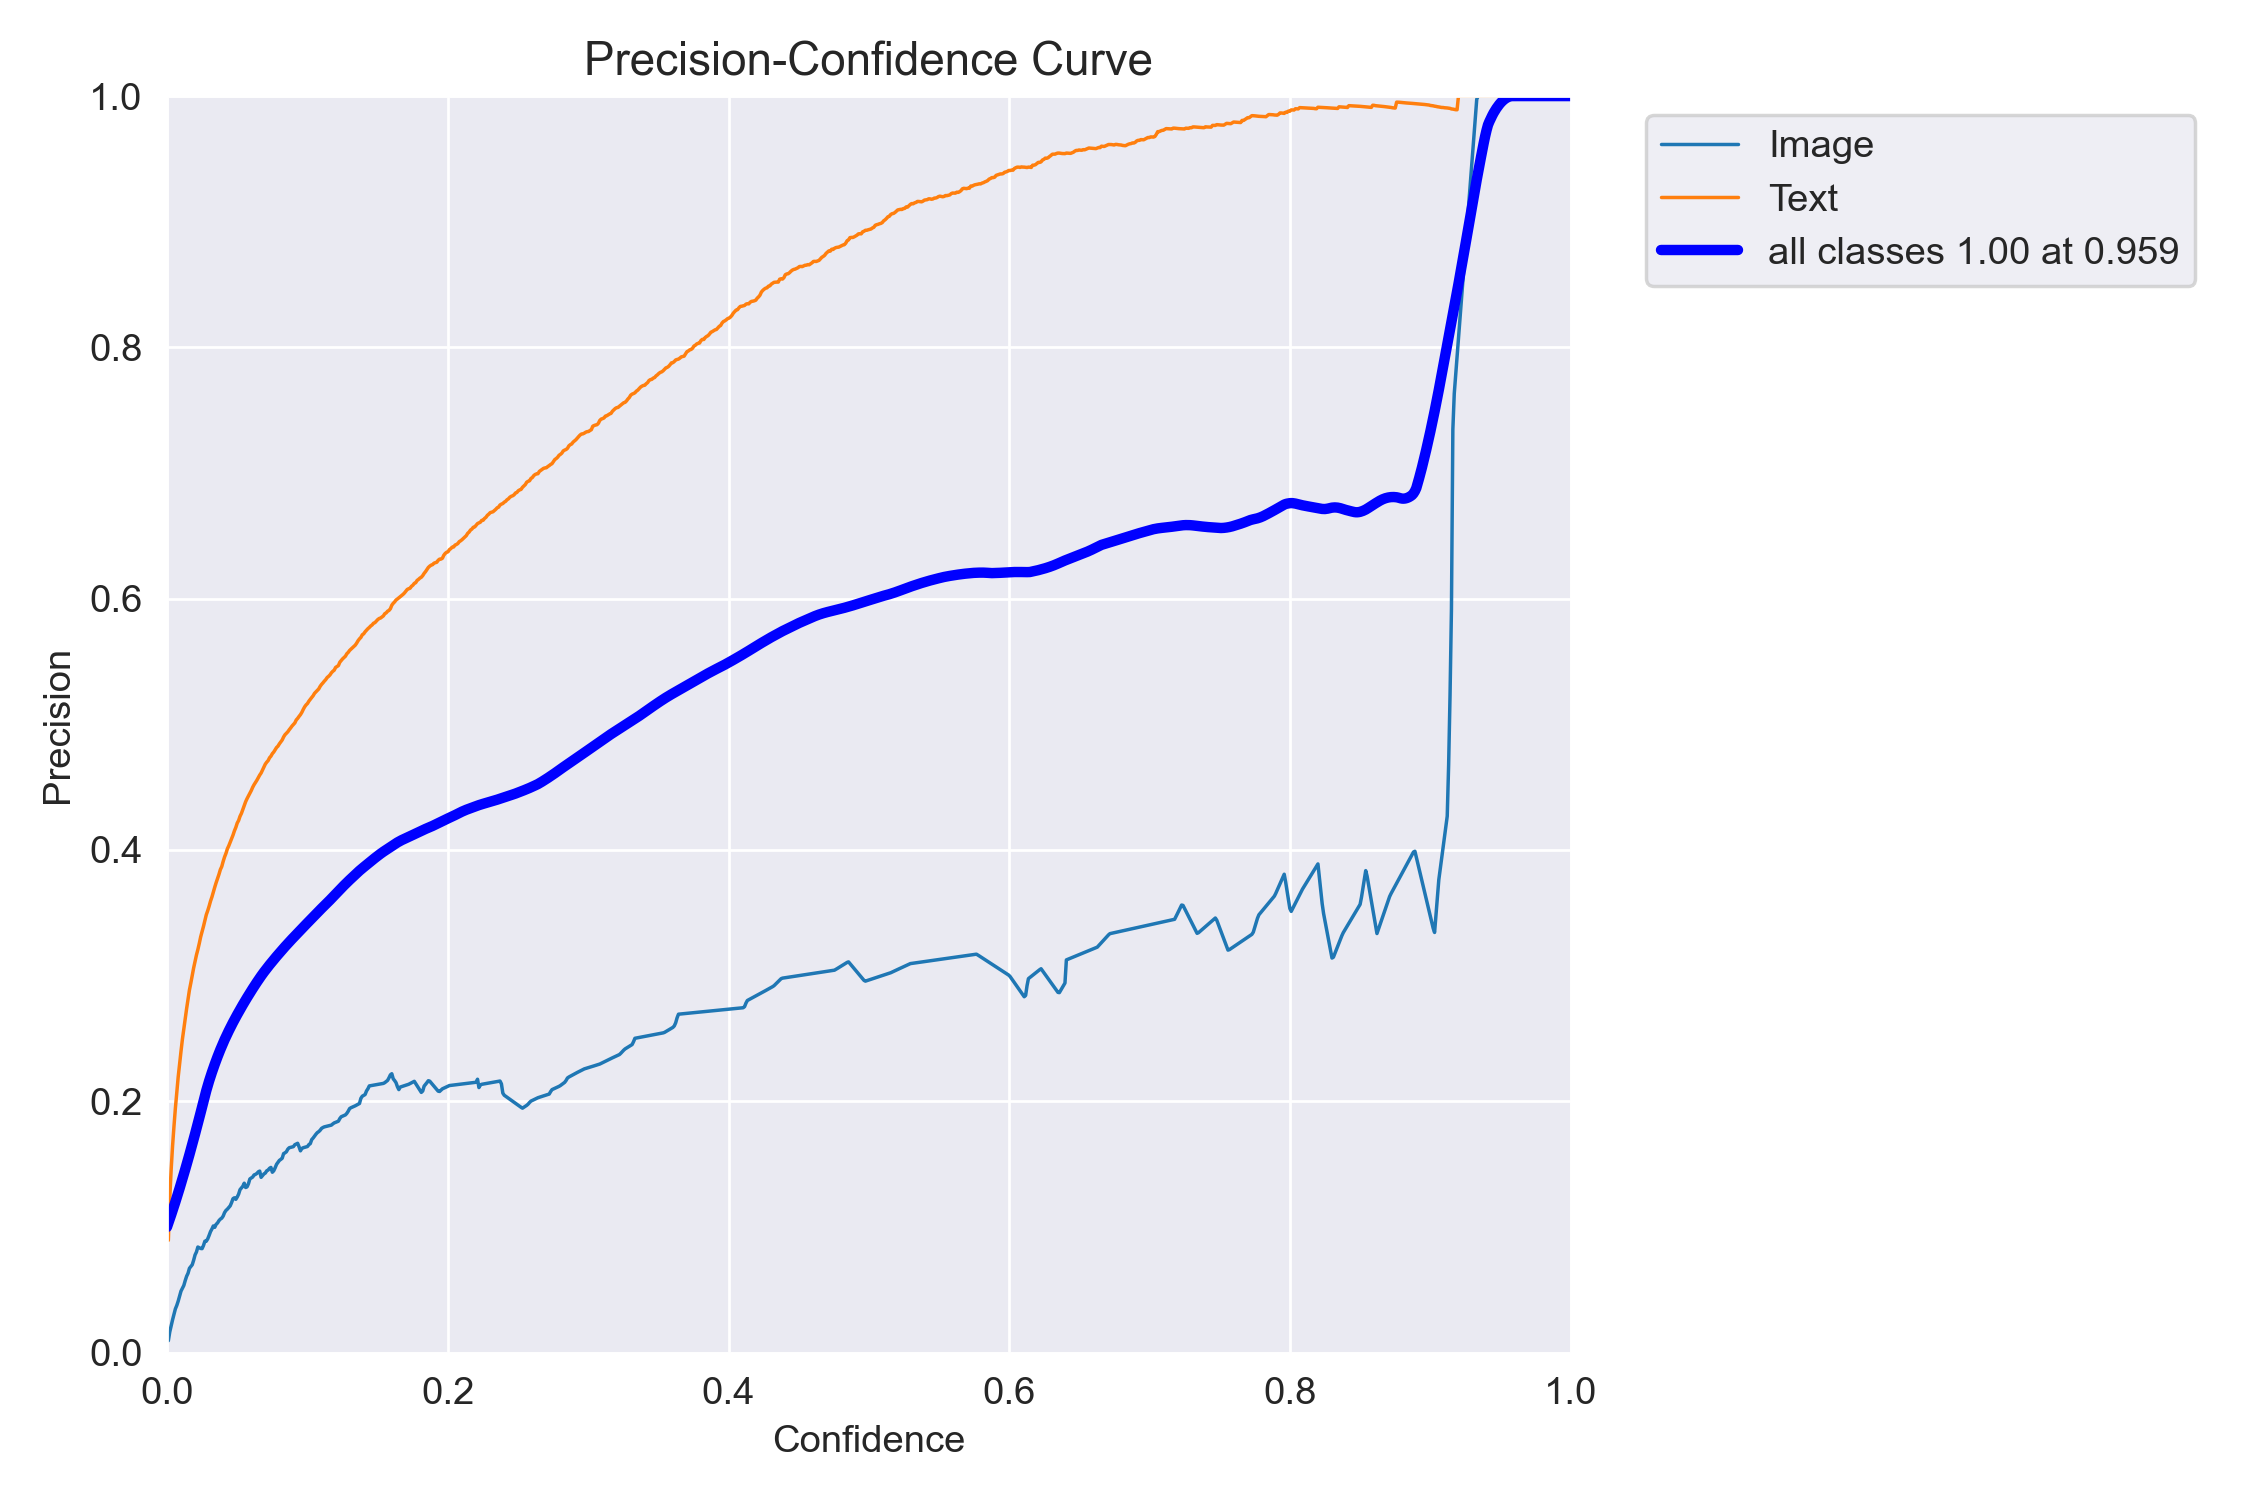 Precision-Confidence Curve
1.0
0.8
0.6
0.4
0.2
0.0
Precision
0.0 0.2 0.4 0.6 0.8 1.0
Confidence
Image
Text
all classes 1.00 at 0.959